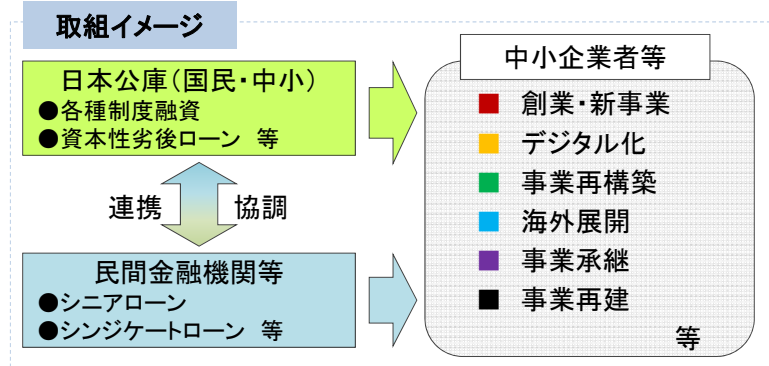 取組イメージ
日本公庫(国民・中小)
●各種制度融資
●資本性劣後ローン 等
連携
協調
民間金融機関等
●シニアローン
●シンジケートローン 等
中小企業者等
創業・新事業
デジタル化
事業再構築
海外展開
事業承継
事業再建
等